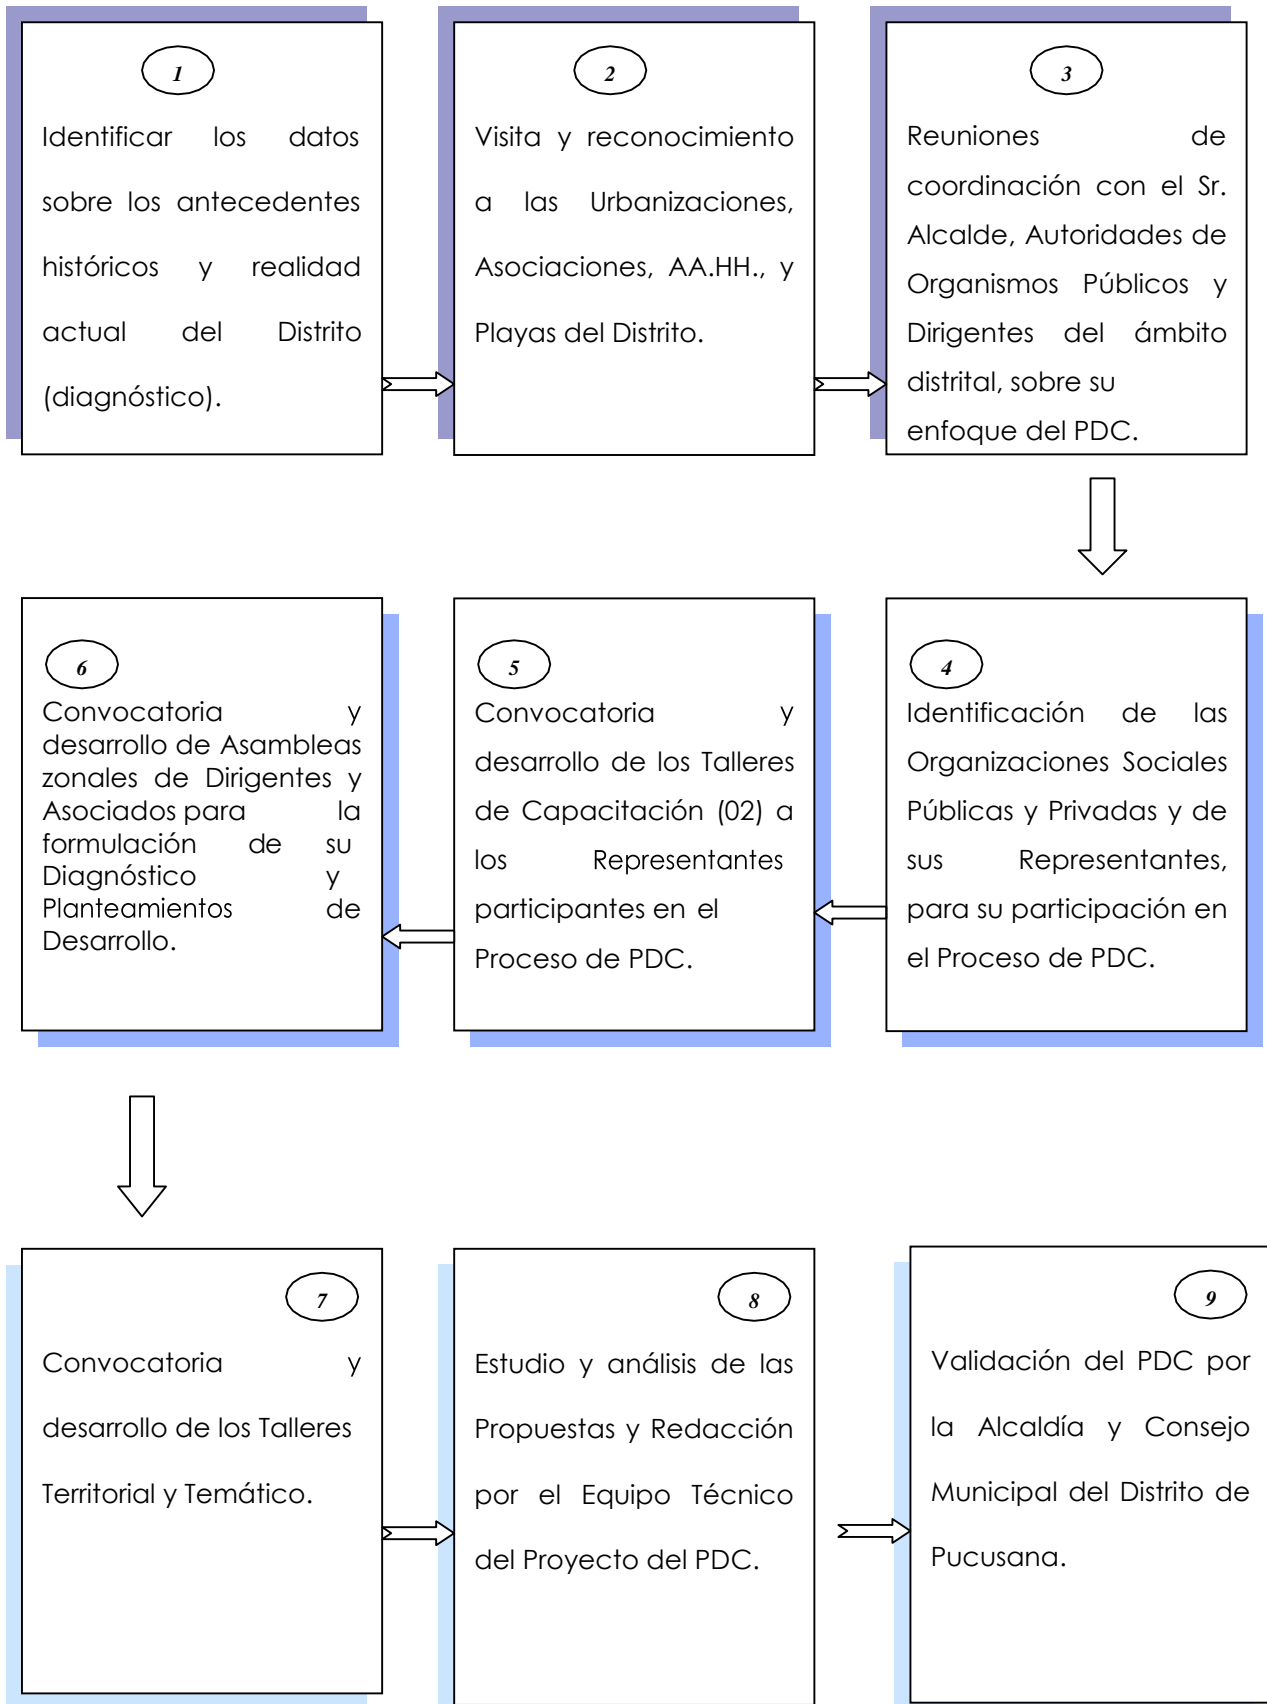 1
Identificar los datos
sobre los antecedentes
históricos y realidad
actual del Distrito
(diagnóstico).
2
Visita y reconocimiento
a las Urbanizaciones,
Asociaciones, AA.HH., y
Playas del Distrito.
3
Reuniones de
coordinación con el Sr.
Alcalde, Autoridades de
Organismos Públicos y
Dirigentes del ámbito
distrital, sobre su
enfoque del PDC.
4
Identificación de las
Organizaciones Sociales
Públicas y Privadas y de
sus Representantes,
para su participación en
el Proceso de PDC.
5
Convocatoria y
desarrollo de los Talleres
de Capacitación (02) a
los Representantes
participantes en el
Proceso de PDC.
6
Convocatoria y
desarrollo de Asambleas
zonales de Dirigentes y
Asociados para la
formulación de su
Diagnóstico y
Planteamientos de
Desarrollo.
7
Convocatoria y
desarrollo de los Talleres
Territorial y Temático.
8
Estudio y análisis de las
Propuestas y Redacción
por el Equipo Técnico
del Proyecto del PDC.
9
Validación del PDC por
la Alcaldía y Consejo
Municipal del Distrito de
Pucusana.